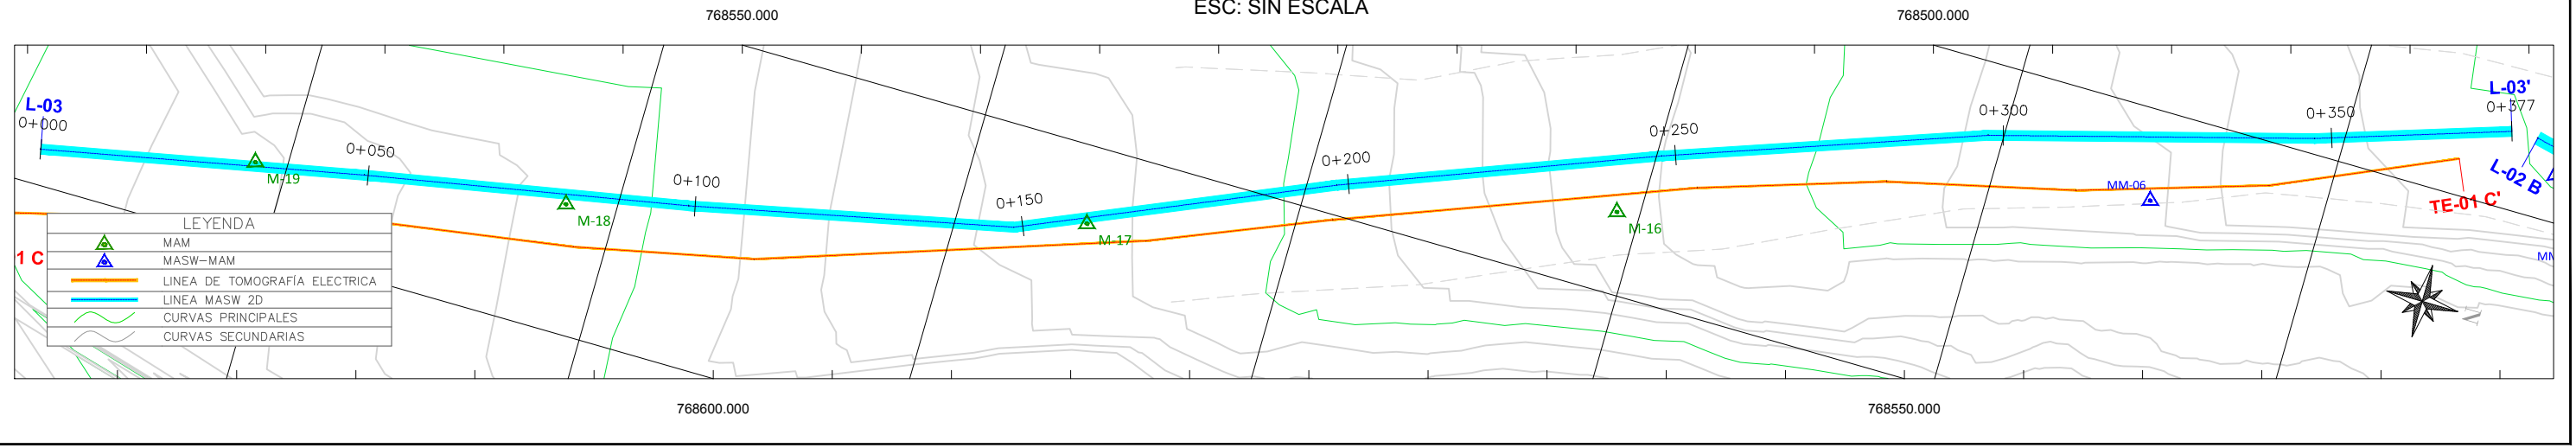 ESC: SIN ESCALA
768550.000
768500.000
L-03
0+000
M-19
0+050
M-18
0+100
0+150
M-17
0+200
M-16
0+250
0+300
MM-06
0+350
L-03'
0+377
L-02 B
TE-01 C'
1 C
LEYENDA
MAM
MASW-MAM
LINEA DE TOMOGRAFÍA ELECTRICA
LINEA MASW 2D
CURVAS PRINCIPALES
CURVAS SECUNDARIAS
MM
N
768600.000
768550.000